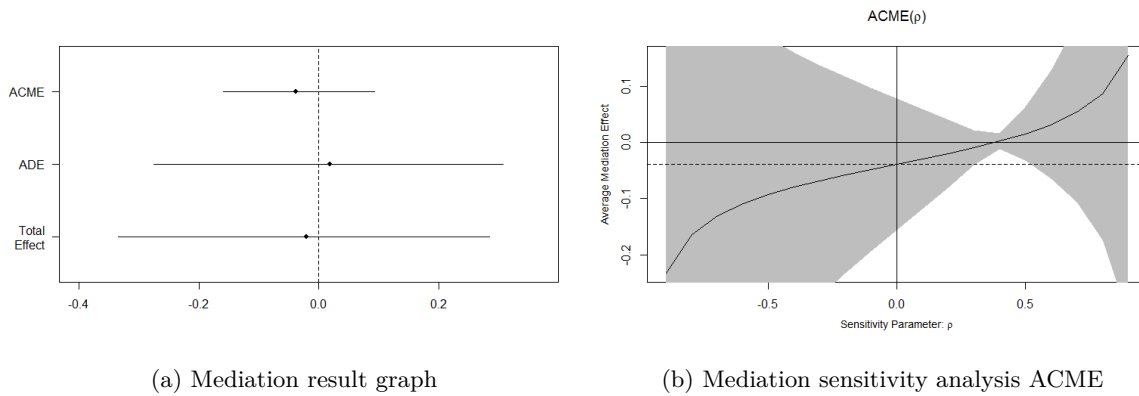 ACME
ADE
Total
Effect
-0.4
-0.2
0.0
0.2
(a) Mediation result graph
ACME(ρ)
Average Mediation Effect
0.1
0.0
-0.1
-0.2
-0.5
0.0
0.5
Sensitivity Parameter: ρ
(b) Mediation sensitivity analysis ACME